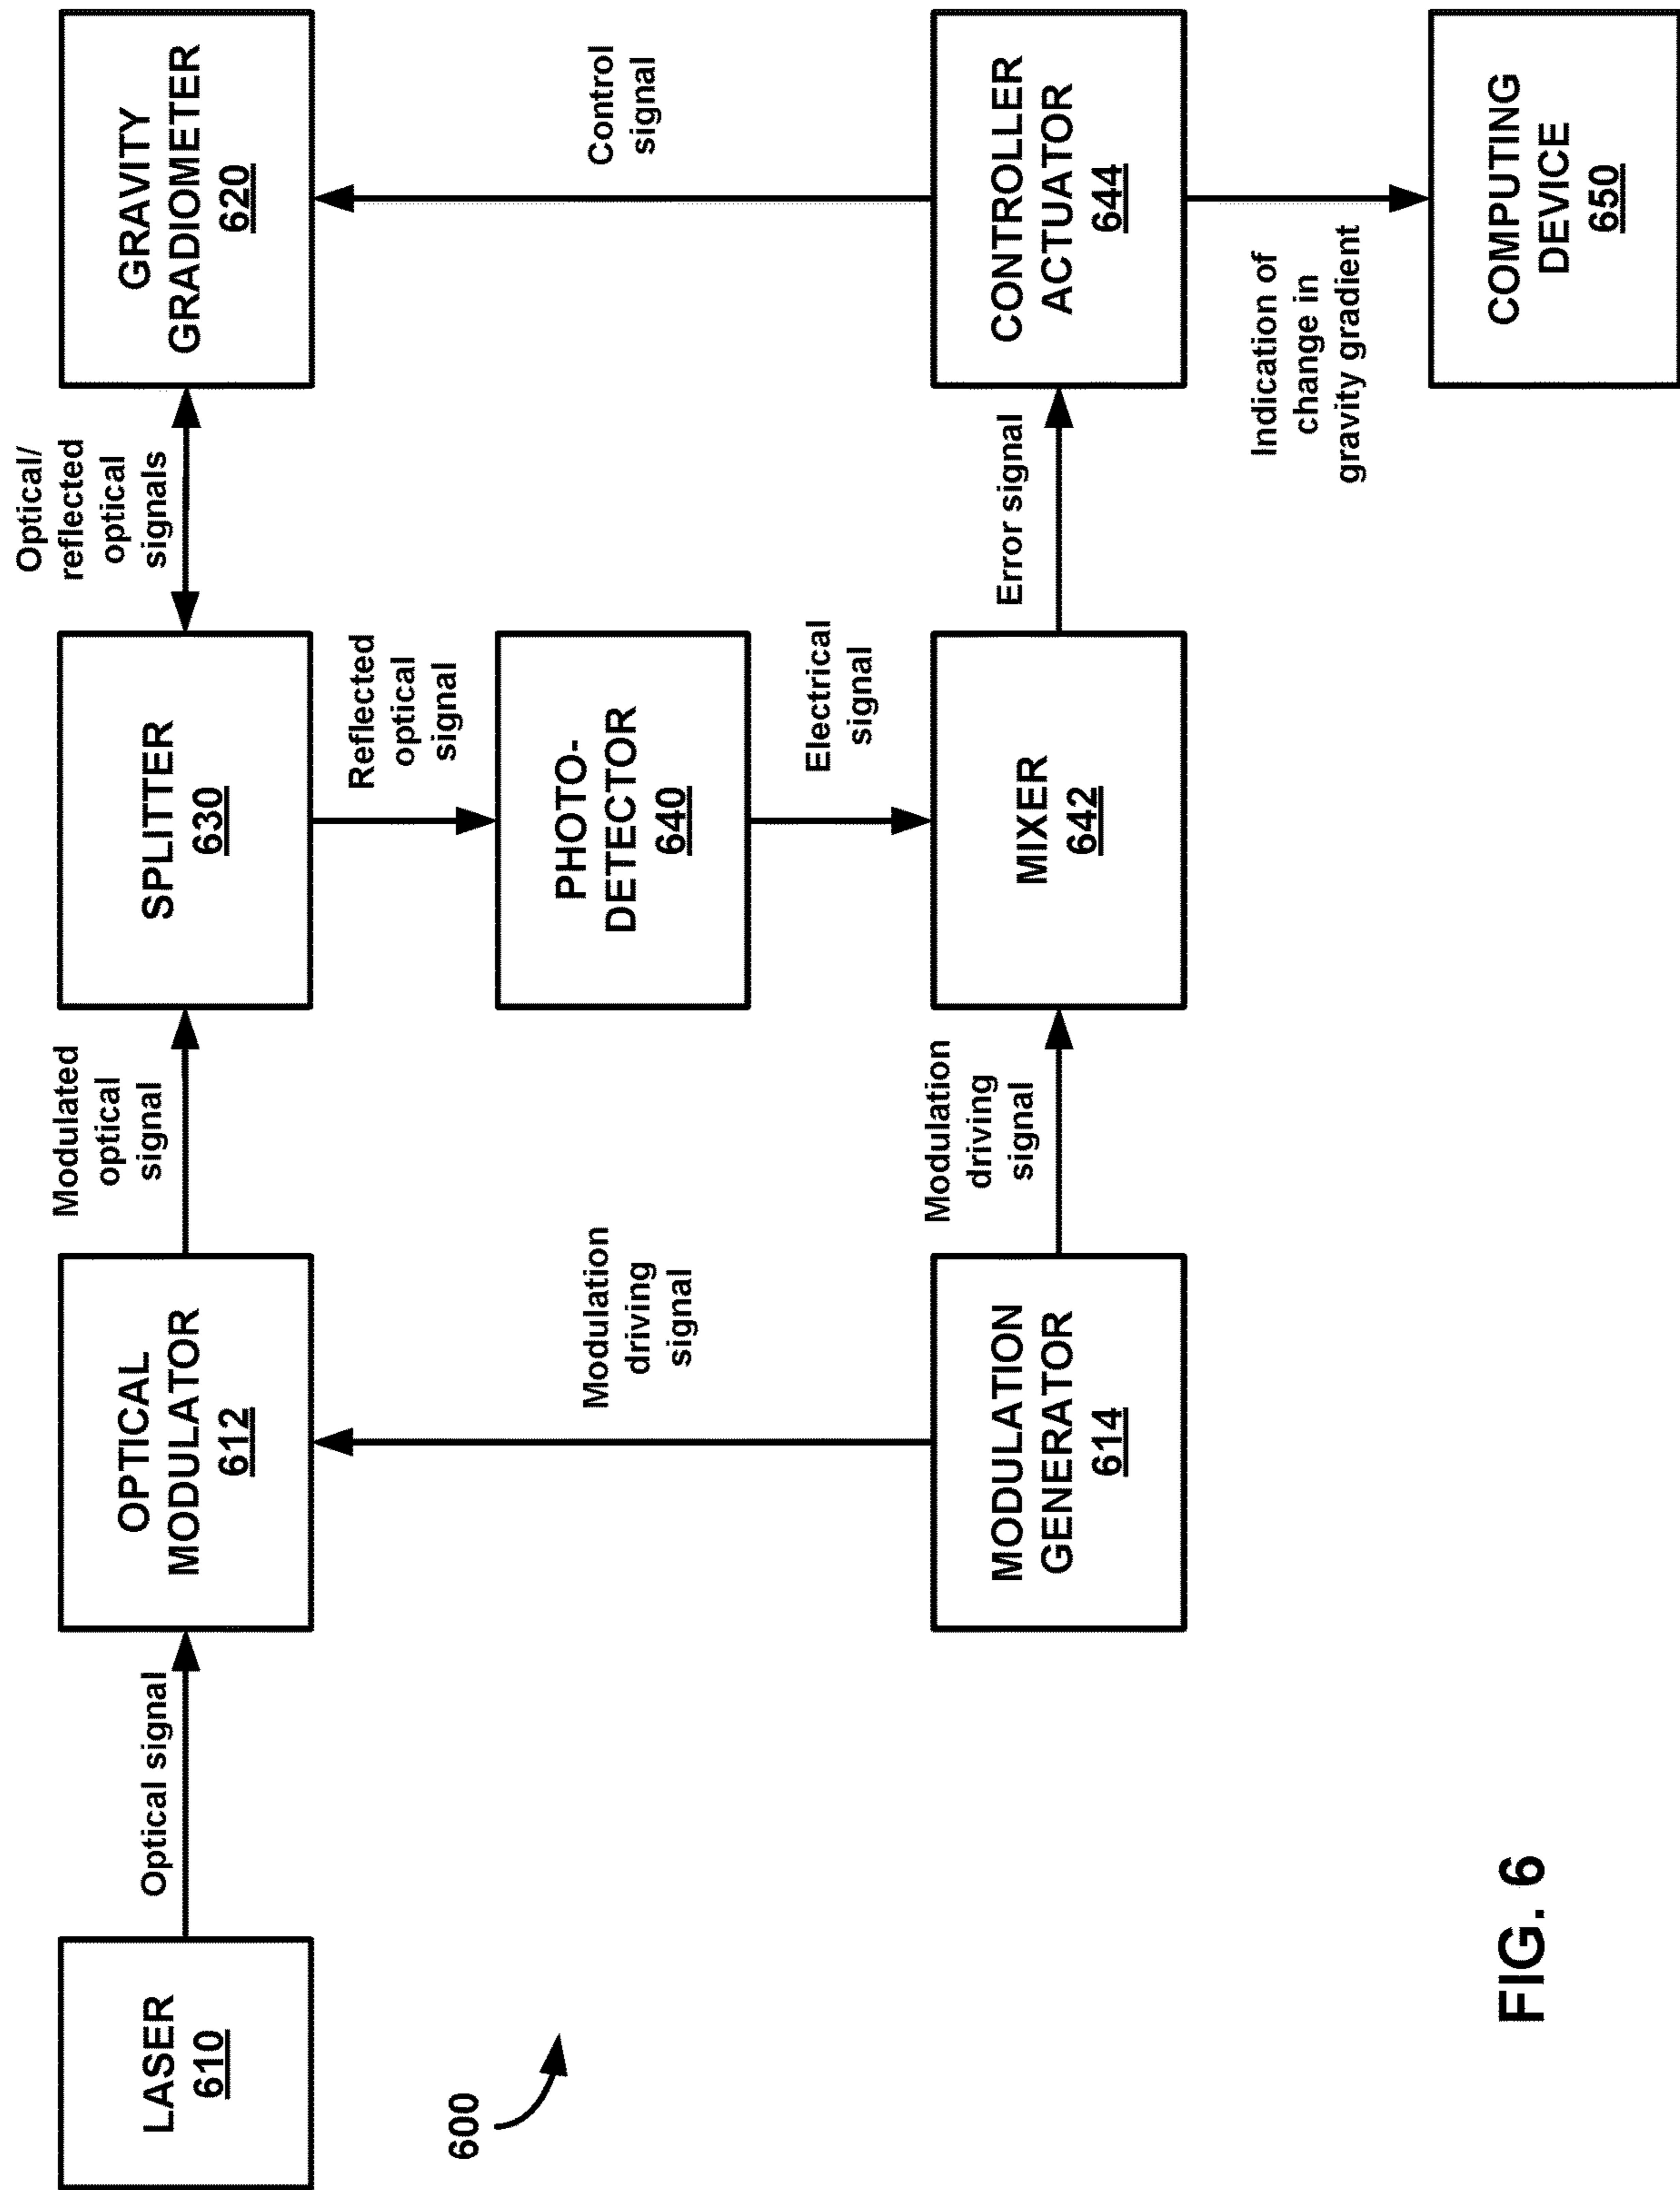 LASER
610
Optical signal
OPTICAL
MODULATOR
612
Modulated
optical
signal
SPLITTER
630
Optical/
reflected
optical
signals
GRAVITY
GRADIOMETER
620
600
Modulation
driving
signal
Reflected
optical
signal
PHOTO-
DETECTOR
640
Electrical
signal
Control
signal
MODULATION
GENERATOR
614
Modulation
driving
signal
MIXER
642
Error signal
CONTROLLER
ACTUATOR
644
Indication of
change in
gravity gradient
COMPUTING
DEVICE
650
FIG. 6